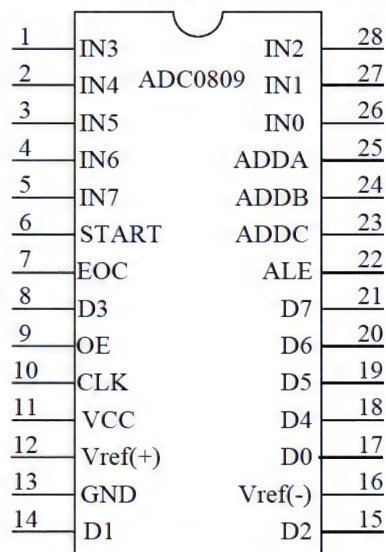 1 IN3 IN2 28
2 IN4 ADC0809 IN1 27
3 IN5 IN0 26
4 IN6 ADDA 25
5 IN7 ADDB 24
6 START ADDC 23
7 EOC ALE 22
8 D3 D7 21
9 OE D6 20
10 CLK D5 19
11 VCC D4 18
12 Vref(+) D0 17
13 GND Vref(-) 16
14 D1 D2 15